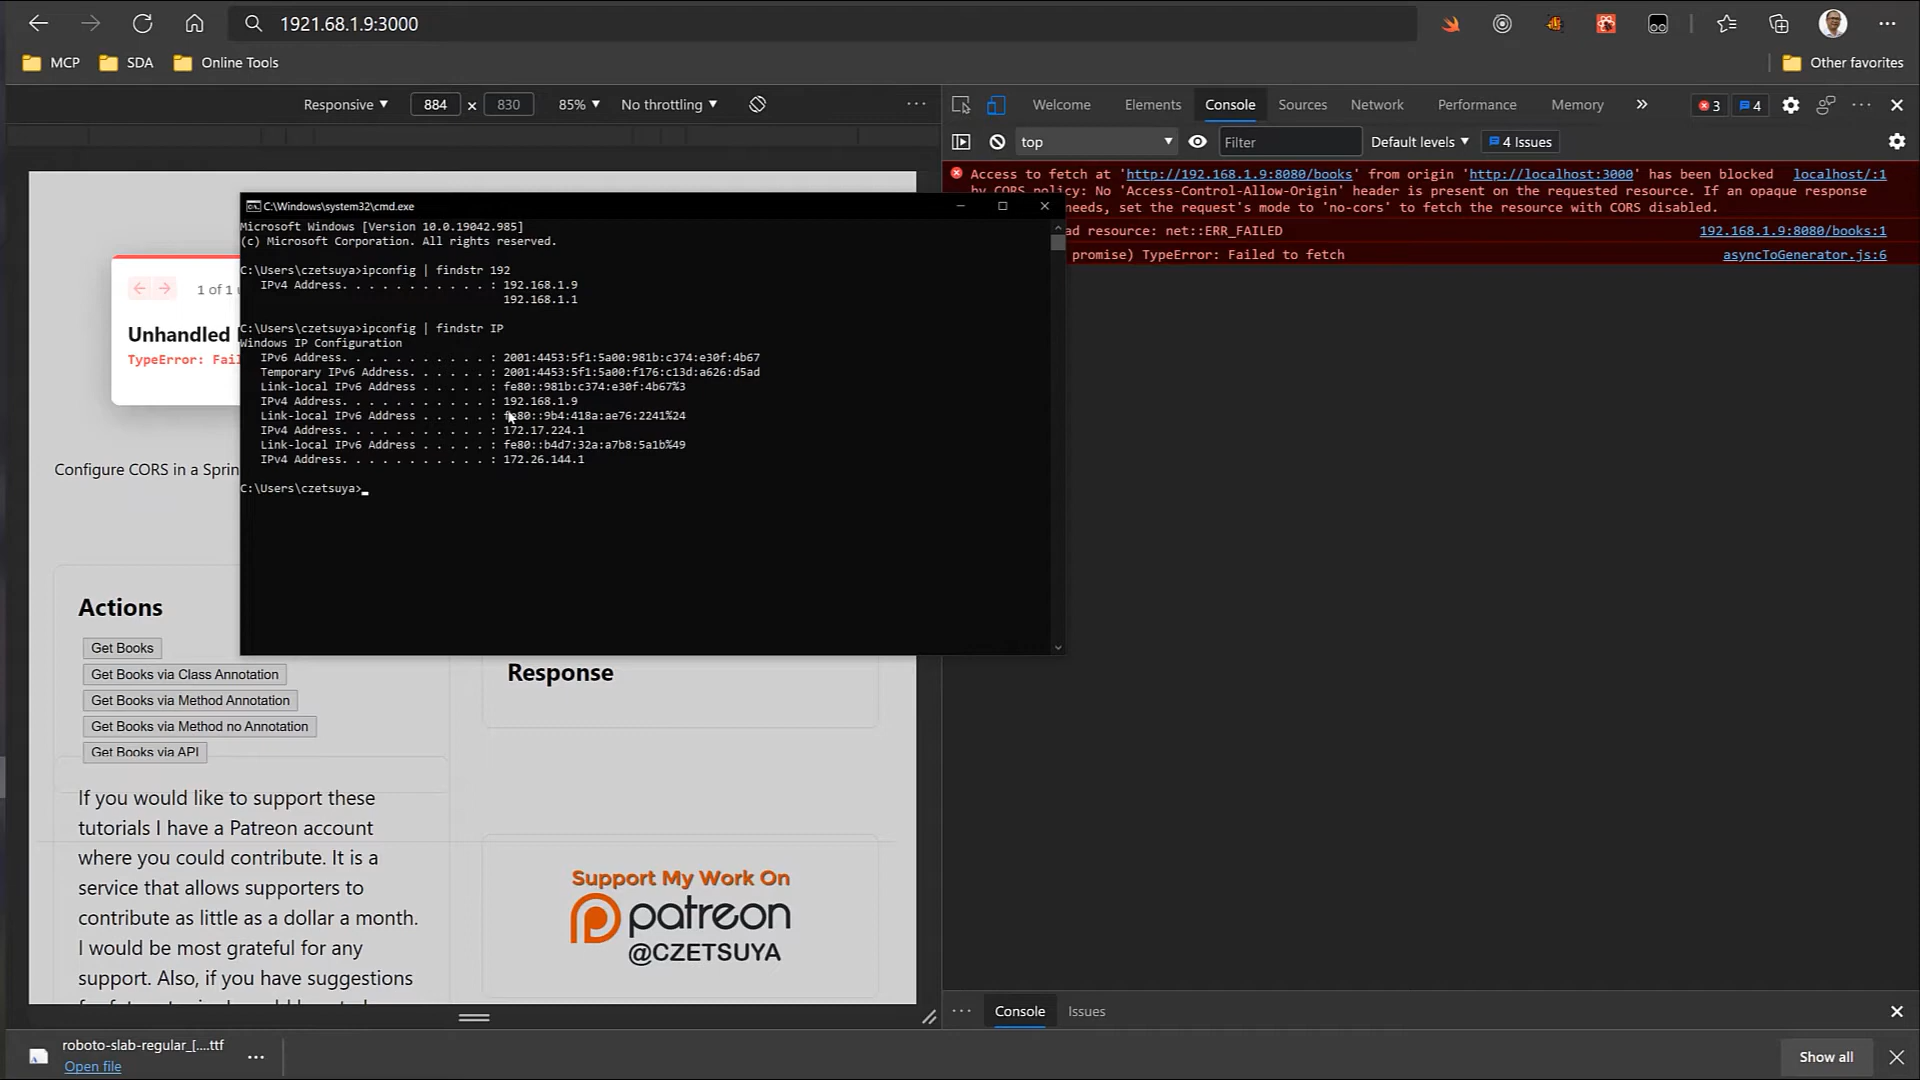 1921.68.1.9:3000
MCP SDA Online Tools Other favorites
Responsive 884 × 830 85% No throttling
Welcome Elements Console Sources Network Performance Memory 3 4
top Filter Default levels 4 Issues
Access to fetch at 'http://192.168.1.9:8080/books' from origin 'http://localhost:3000' has been blocked localhost/:1
by CORS policy: No 'Access-Control-Allow-Origin' header is present on the requested resource. If an opaque response
needs, set the request's mode to 'no-cors' to fetch the resource with CORS disabled.
ad resource: net::ERR_FAILED 192.168.1.9:8080/books:1
promise) TypeError: Failed to fetch asyncToGenerator.js:6
1 of 1 u
Unhandled
TypeError: Fai
Configure CORS in a Sprin
C:\Windows\system32\cmd.exe
Microsoft Windows [Version 10.0.19042.985]
(c) Microsoft Corporation. All rights reserved.
C:\Users\czetsuya>ipconfig | findstr 192
IPv4 Address. . . . . . . . . . . : 192.168.1.9
192.168.1.1
C:\Users\czetsuya>ipconfig | findstr IP
Windows IP Configuration
IPv6 Address. . . . . . . . . . . : 2001:4453:5f1:5a00:981b:c374:e30f:4b67
Temporary IPv6 Address. . . . . . : 2001:4453:5f1:5a00:f176:c13d:a626:d5ad
Link-local IPv6 Address . . . . . : fe80::981b:c374:e30f:4b67%3
IPv4 Address. . . . . . . . . . . : 192.168.1.9
Link-local IPv6 Address . . . . . : fe80::9b4:418a:ae76:2241%24
IPv4 Address. . . . . . . . . . . : 172.17.224.1
Link-local IPv6 Address . . . . . : fe80::b4d7:32a:a7b8:5a1b%49
IPv4 Address. . . . . . . . . . . : 172.26.144.1
C:\Users\czetsuya>_
Actions
Get Books
Get Books via Class Annotation
Get Books via Method Annotation
Get Books via Method no Annotation
Get Books via API
Response
If you would like to support these
tutorials I have a Patreon account
where you could contribute. It is a
service that allows supporters to
contribute as little as a dollar a month.
I would be most grateful for any
support. Also, if you have suggestions
Support My Work On
patreon
@CZETSUYA
Console Issues
roboto-slab-regular_[....ttf
Open file
Show all